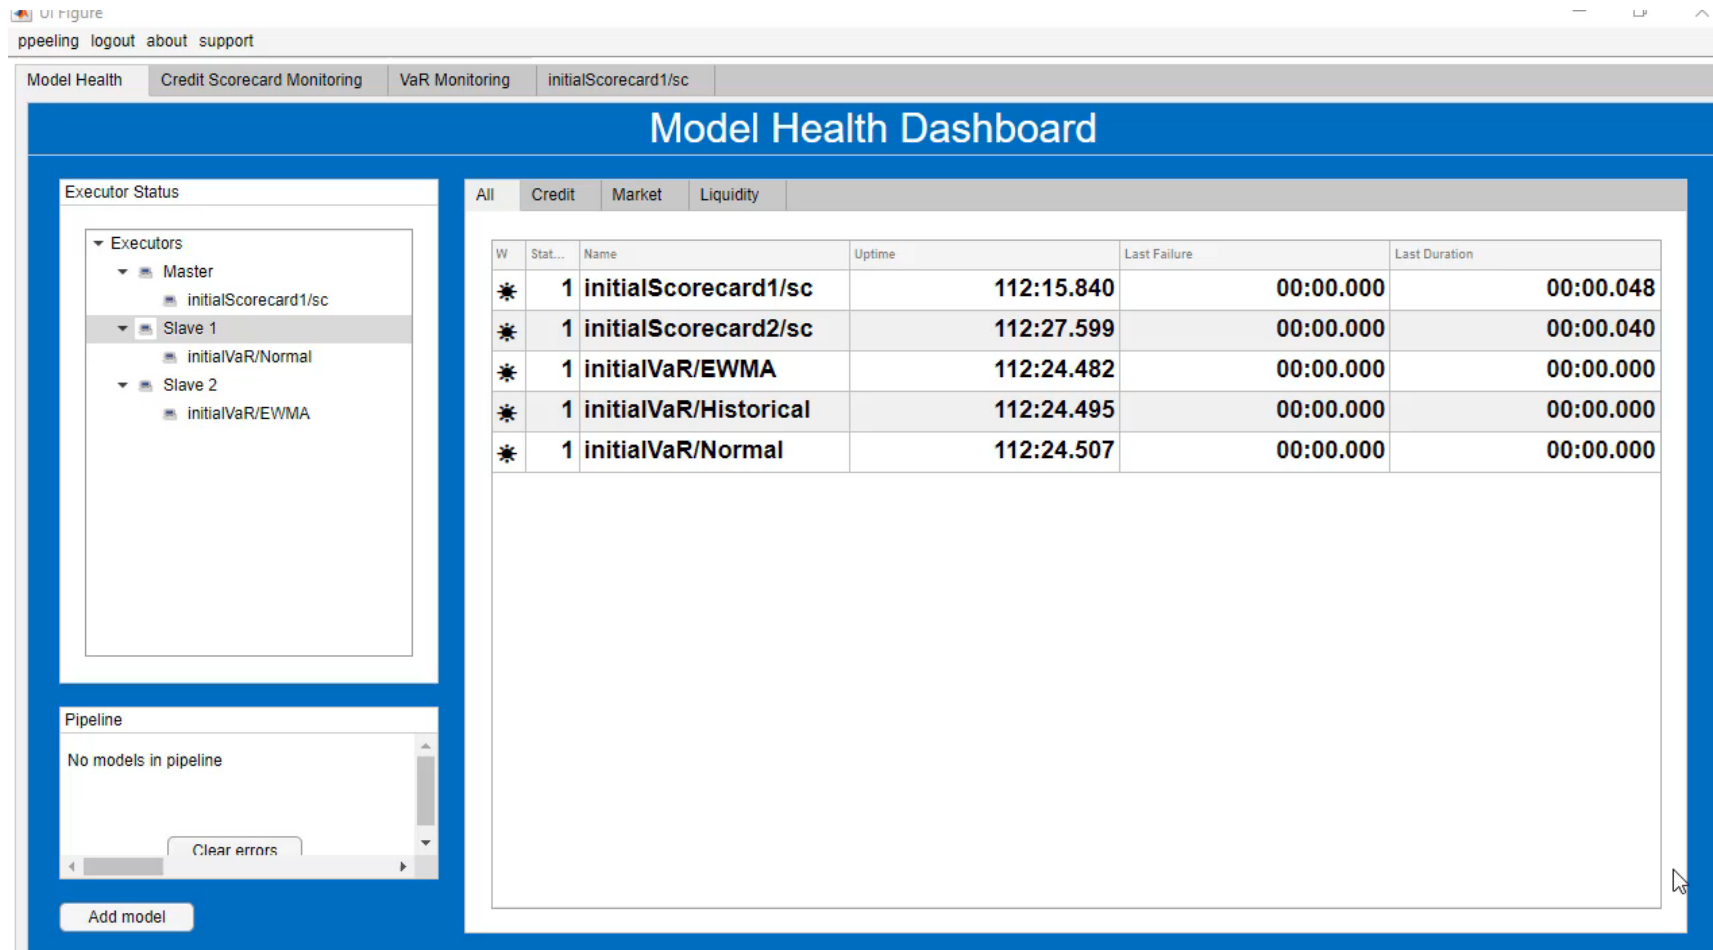 UI Figure
ppeeling logout about support
Model Health Credit Scorecard Monitoring VaR Monitoring initialScorecard1/sc
Model Health Dashboard
Executor Status
Executors
Master
initialScorecard1/sc
Slave 1
initialVaR/Normal
Slave 2
initialVaR/EWMA
Pipeline
No models in pipeline
Clear errors
Add model
All Credit Market Liquidity
W Stat... Name Uptime Last Failure Last Duration
1 initialScorecard1/sc 112:15.840 00:00.000 00:00.048
1 initialScorecard2/sc 112:27.599 00:00.000 00:00.040
1 initialVaR/EWMA 112:24.482 00:00.000 00:00.000
1 initialVaR/Historical 112:24.495 00:00.000 00:00.000
1 initialVaR/Normal 112:24.507 00:00.000 00:00.000